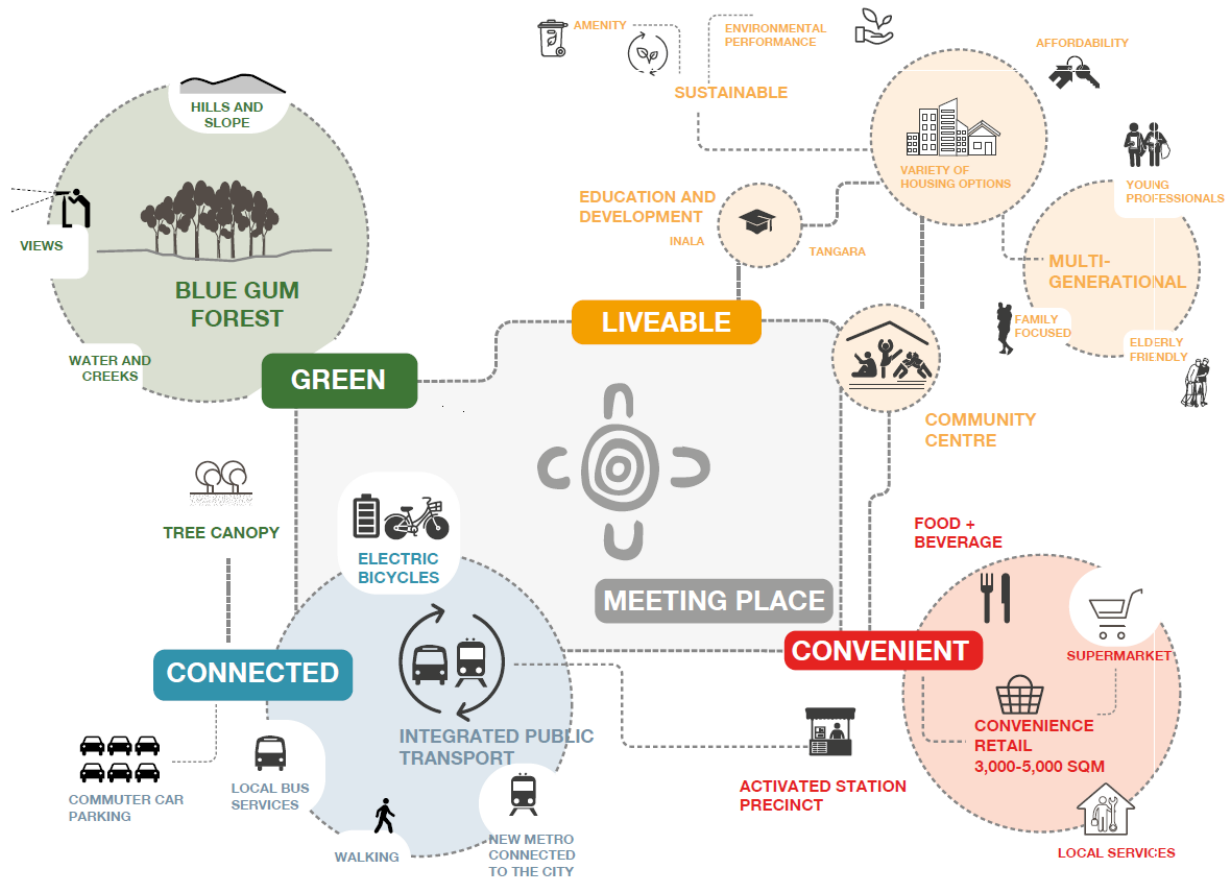 AMENITY
ENVIRONMENTAL
PERFORMANCE
AFFORDABILITY
SUSTAINABLE
HILLS AND
SLOPE
VARIETY OF
HOUSING OPTIONS
YOUNG
PROFESSIONALS
EDUCATION AND
DEVELOPMENT
INALA
TANGARA
VIEWS
MULTI-
GENERATIONAL
BLUE GUM
FOREST
LIVEABLE
FAMILY
FOCUSED
ELDERLY
FRIENDLY
WATER AND
CREEKS
GREEN
COMMUNITY
CENTRE
TREE CANOPY
ELECTRIC
BICYCLES
FOOD +
BEVERAGE
MEETING PLACE
CONNECTED
CONVENIENT
SUPERMARKET
INTEGRATED PUBLIC
TRANSPORT
CONVENIENCE
RETAIL
3,000-5,000 SQM
LOCAL BUS
SERVICES
COMMUTER CAR
PARKING
ACTIVATED STATION
PRECINCT
WALKING
NEW METRO
CONNECTED
TO THE CITY
LOCAL SERVICES